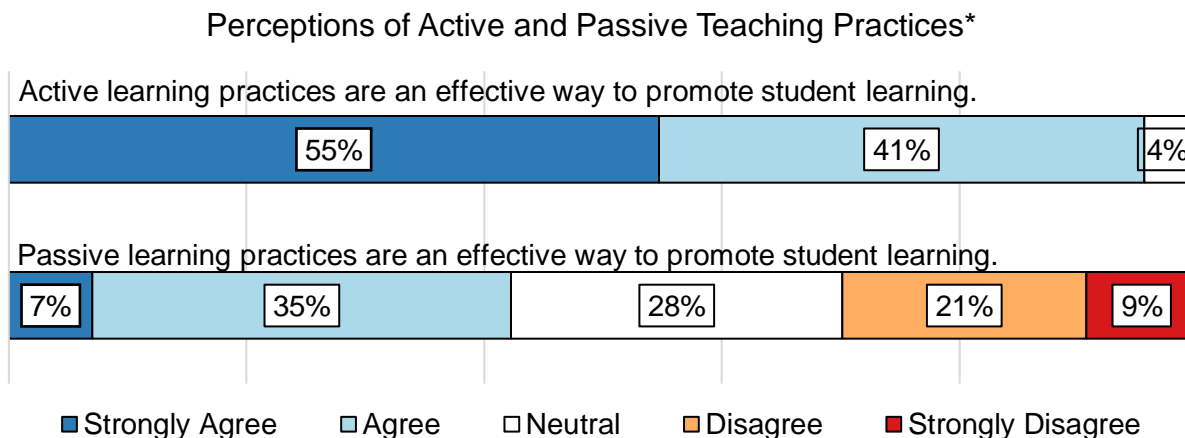 Perceptions of Active and Passive Teaching Practices*
Active learning practices are an effective way to promote student learning.
55% 41% 4%
Passive learning practices are an effective way to promote student learning.
7% 35% 28% 21% 9%
Strongly Agree Agree Neutral Disagree Strongly Disagree